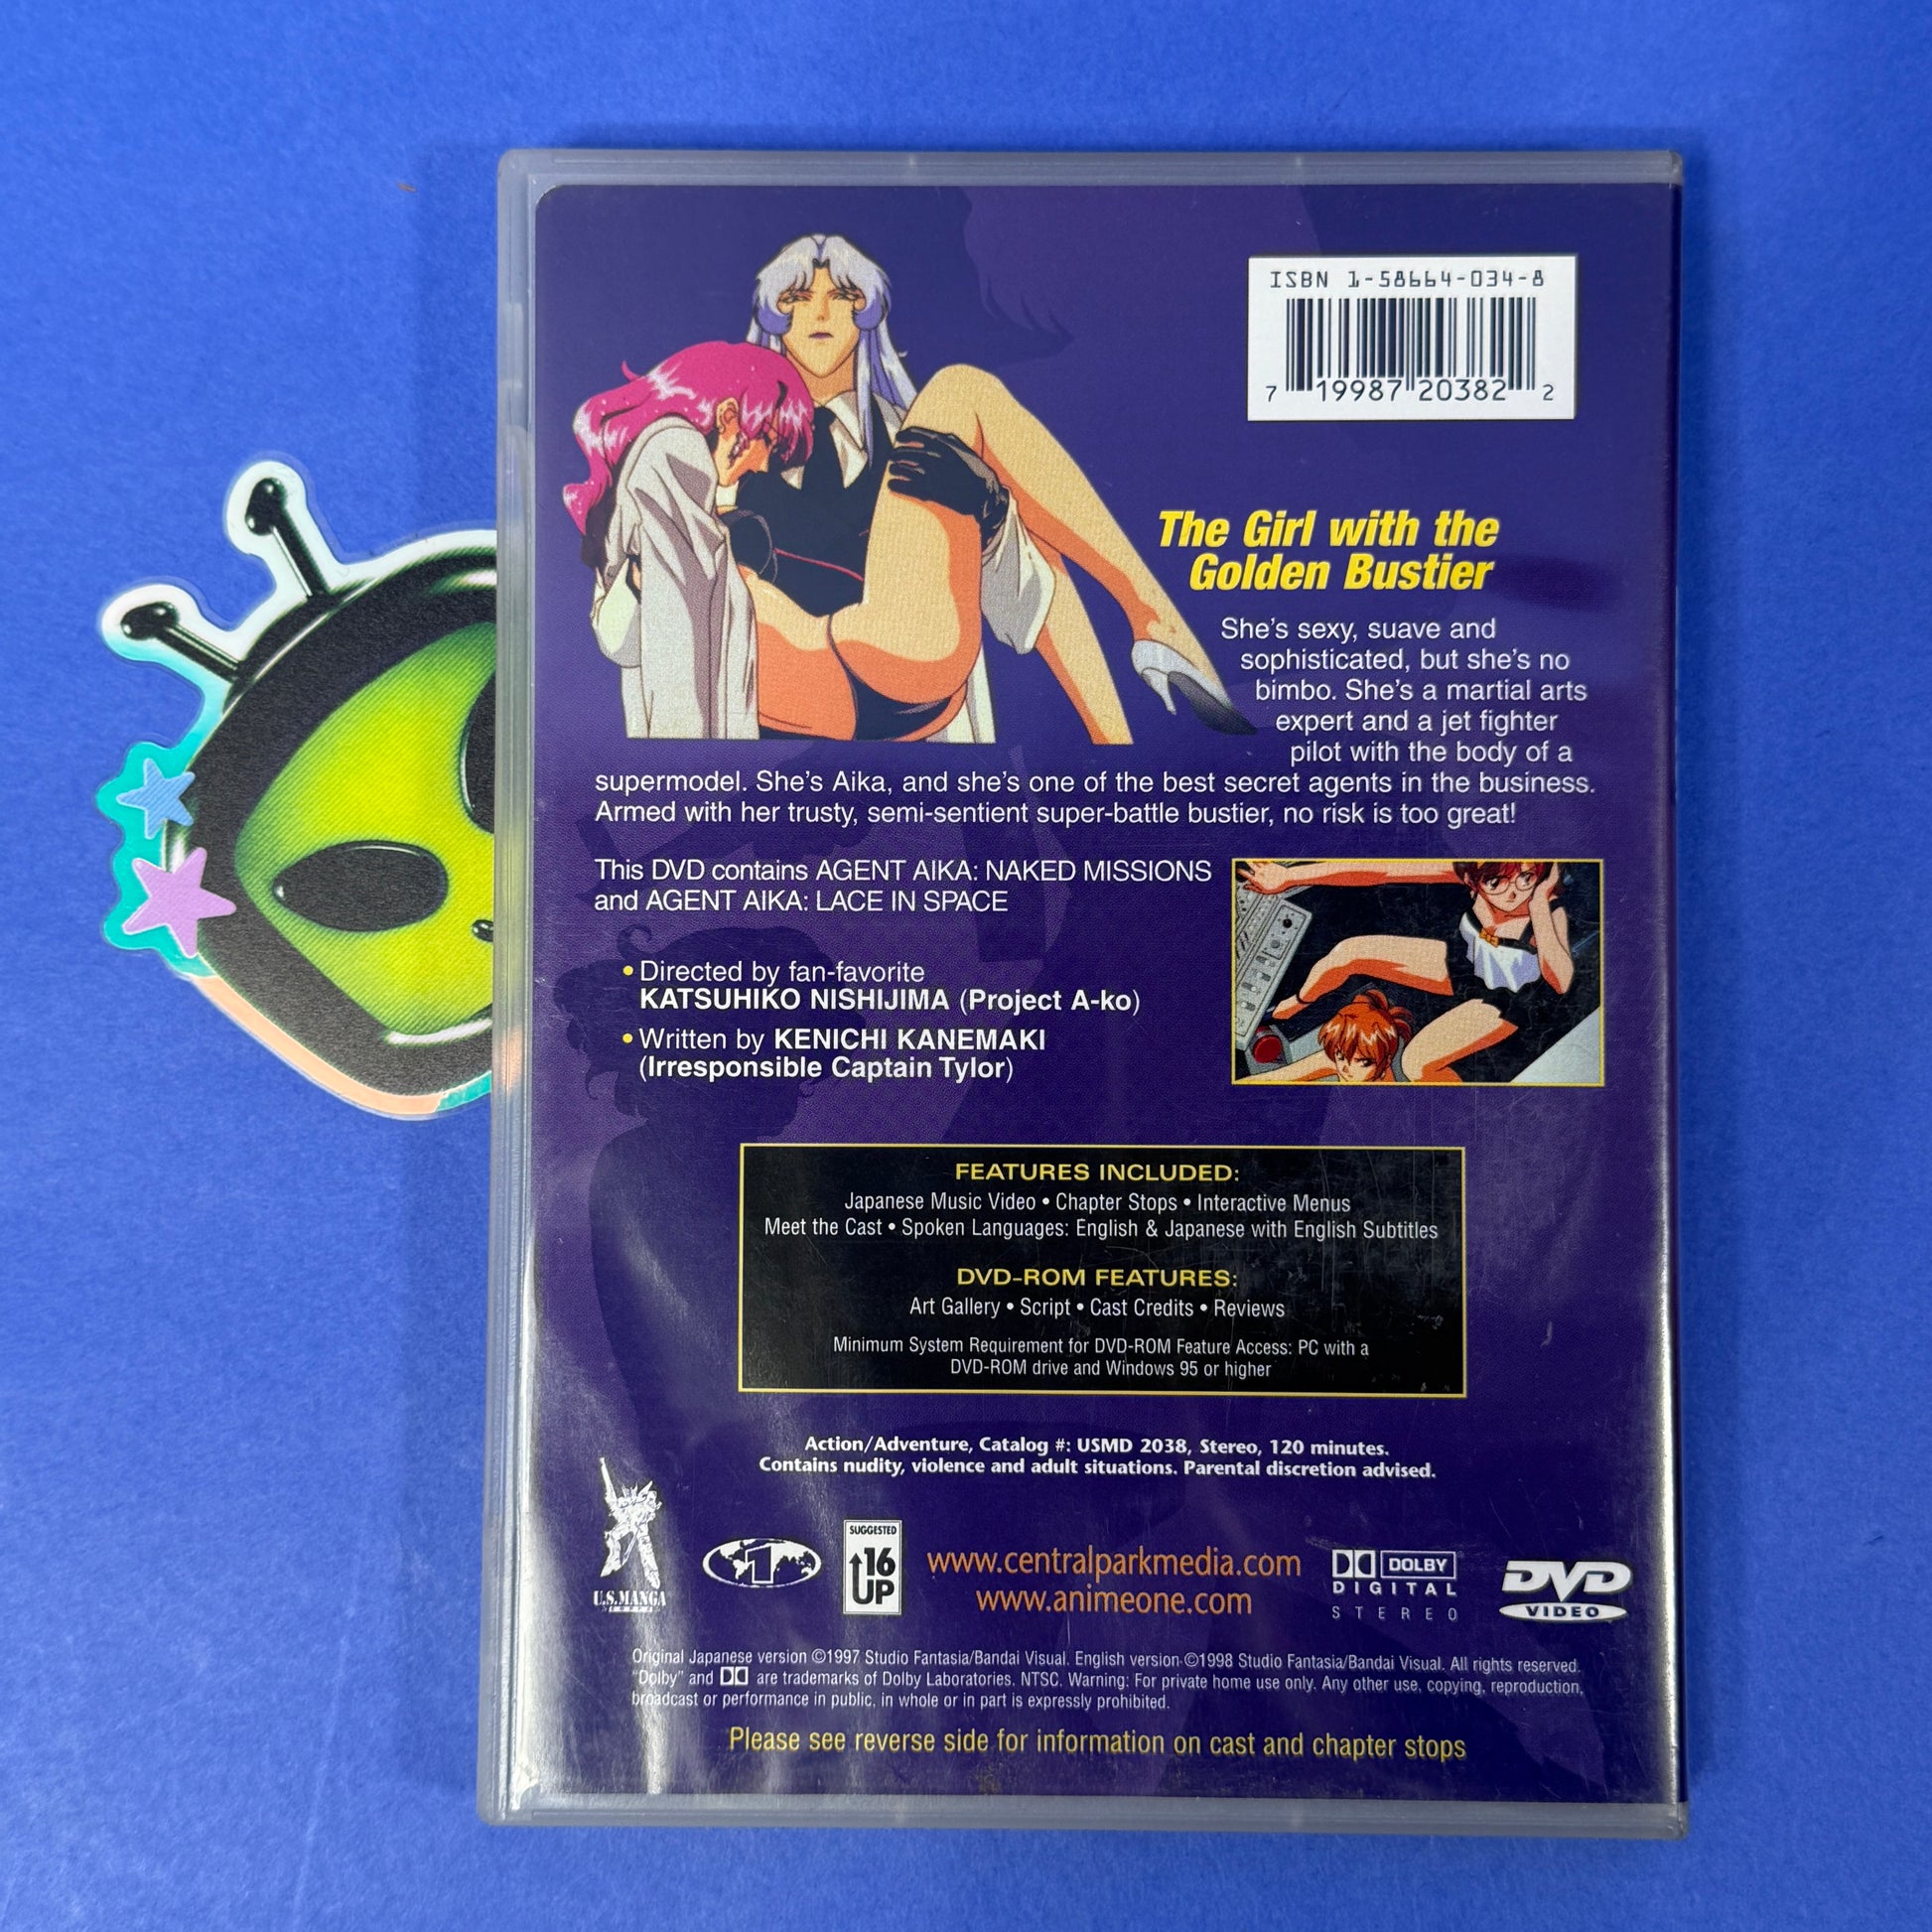 ISBN 1-58664-034-8
7 19987 20382 2
The Girl with the
Golden Bustier
She's sexy, suave and
sophisticated, but she's no
bimbo. She's a martial arts
expert and a jet fighter
pilot with the body of a
supermodel. She's Aika, and she's one of the best secret agents in the business.
Armed with her trusty, semi-sentient super-battle bustier, no risk is too great!
This DVD contains AGENT AIKA: NAKED MISSIONS
and AGENT AIKA: LACE IN SPACE
• Directed by fan-favorite
KATSUHIKO NISHIJIMA (Project A-ko)
• Written by KENICHI KANEMAKI
(Irresponsible Captain Tylor)
FEATURES INCLUDED:
Japanese Music Video • Chapter Stops • Interactive Menus
Meet the Cast • Spoken Languages: English & Japanese with English Subtitles
DVD-ROM FEATURES:
Art Gallery • Script • Cast Credits • Reviews
Minimum System Requirement for DVD-ROM Feature Access: PC with a
DVD-ROM drive and Windows 95 or higher
Action/Adventure, Catalog #: USMD 2038, Stereo, 120 minutes.
Contains nudity, violence and adult situations. Parental discretion advised.
U.S.MANGA
1
SUGGESTED
16
UP
www.centralparkmedia.com
www.animeone.com
DOLBY
DIGITAL
STEREO
DVD
VIDEO
Original Japanese version ©1997 Studio Fantasia/Bandai Visual. English version ©1998 Studio Fantasia/Bandai Visual. All rights reserved.
"Dolby" and are trademarks of Dolby Laboratories. NTSC. Warning: For private home use only. Any other use, copying, reproduction,
broadcast or performance in public, in whole or in part is expressly prohibited.
Please see reverse side for information on cast and chapter stops